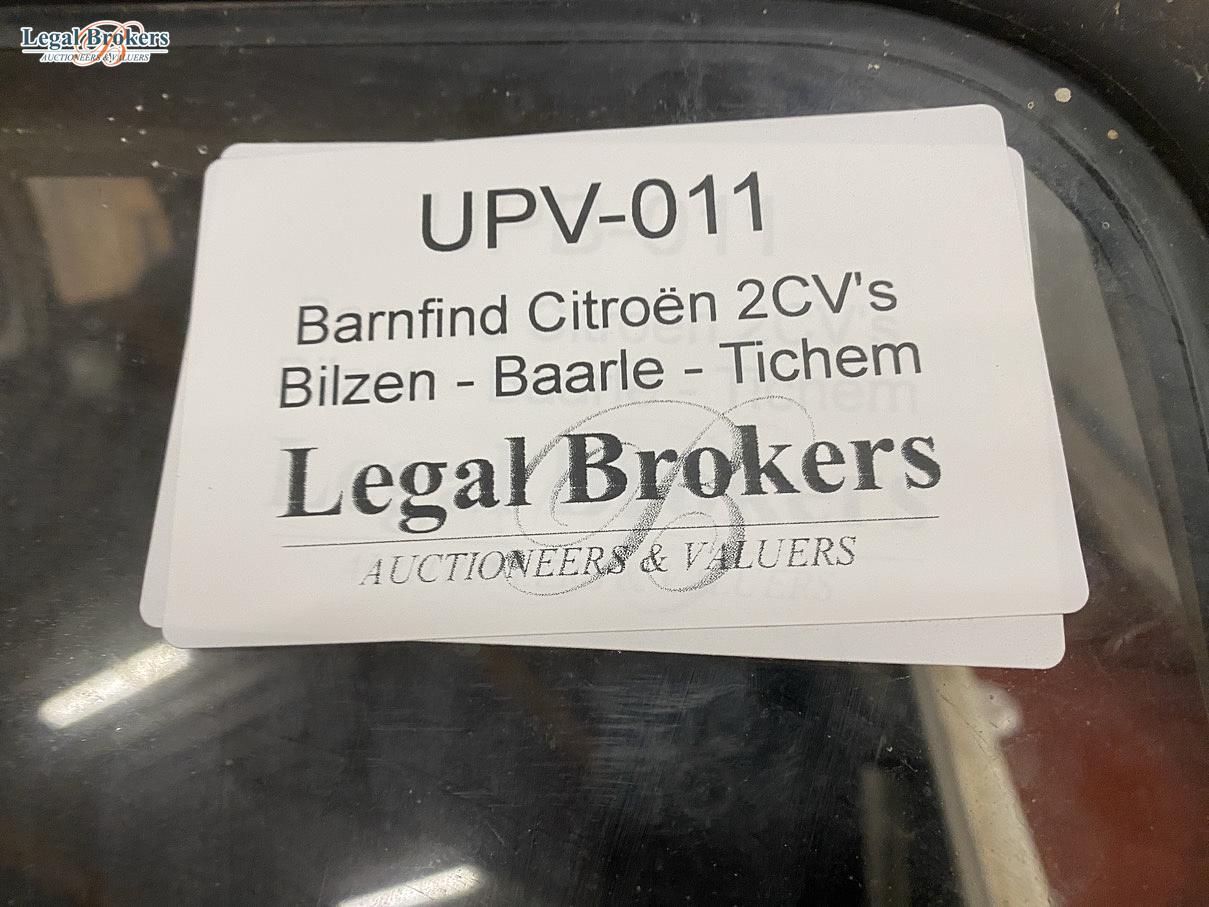 Legal Brokers
AUCTIONEERS & VALUERS
UPV-011
Barnfind Citroën 2CV's
Bilzen - Baarle - Tichem
Legal Brokers
AUCTIONEERS & VALUERS